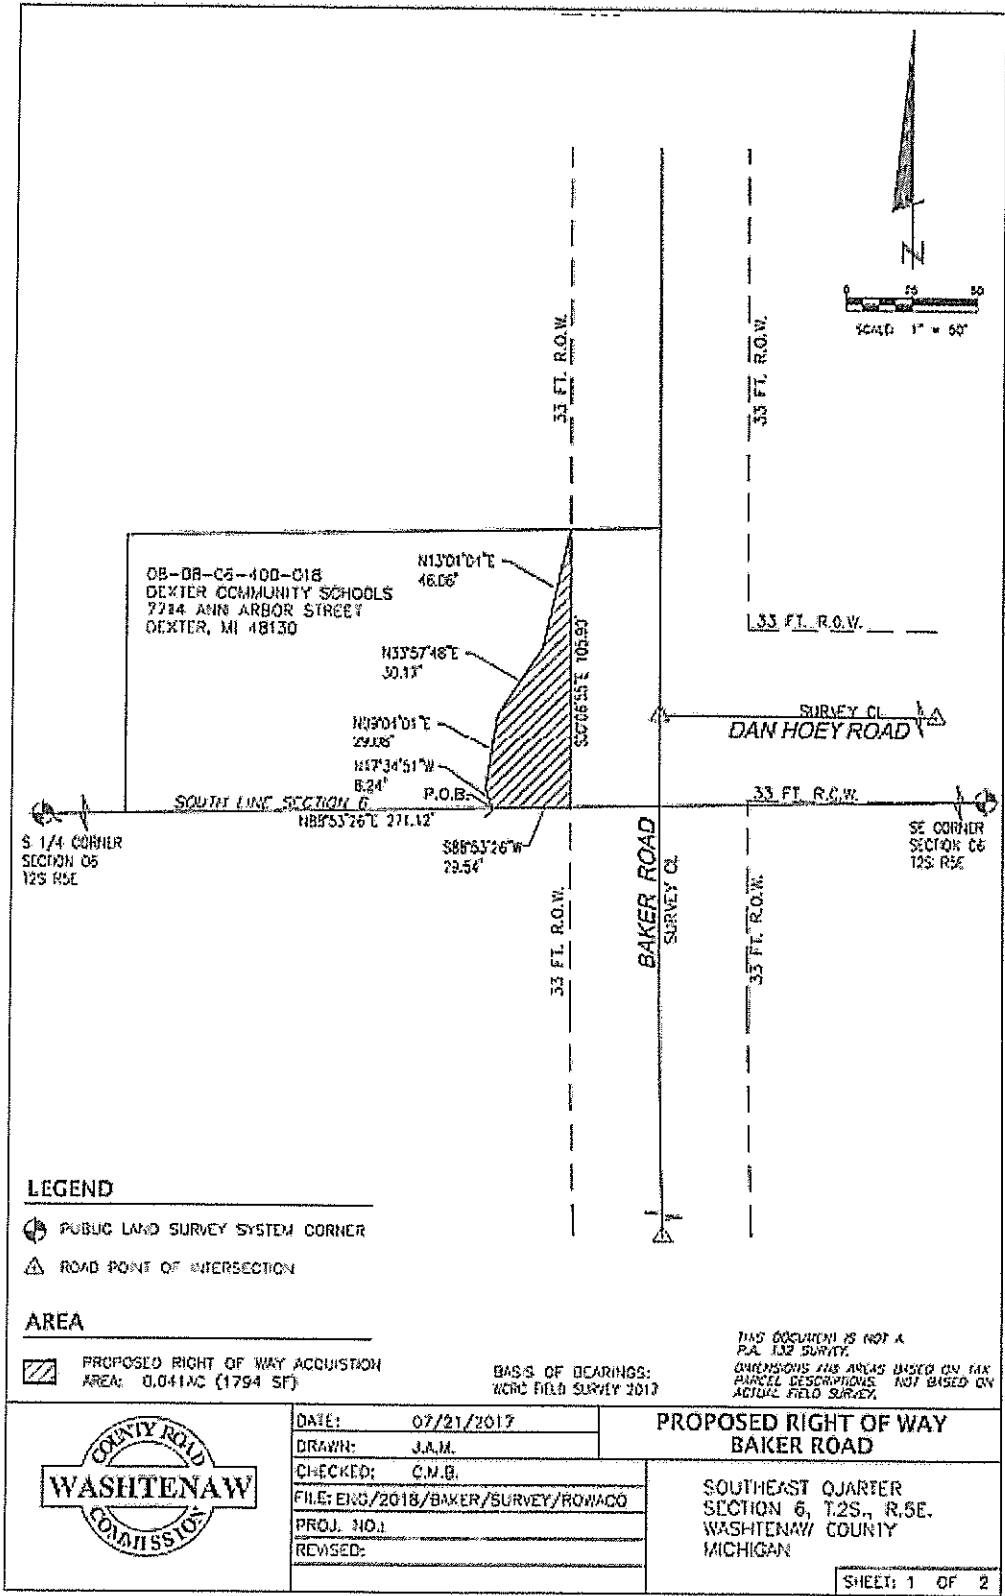 N
0 25 50
SCALE: 1" = 50'
33 FT. R.O.W.
33 FT. R.O.W.
08-08-06-400-018
DEXTER COMMUNITY SCHOOLS
7714 ANN ARBOR STREET
DEXTER, MI 48130
N13°01'01"E
46.06'
N33°57'48"E
30.13'
N09°01'01"E
29.08'
N17°34'51"W
8.24'
P.O.B.
S00°06'55"E 105.90'
33 FT. R.O.W.
SURVEY CL
DAN HOEY ROAD
SOUTH LINE SECTION 6
N89°53'26"E 271.12'
33 FT. R.O.W.
S 1/4 CORNER
SECTION 06
T2S R5E
S88°53'26"W
29.54'
SE CORNER
SECTION 06
T2S R5E
BAKER ROAD
SURVEY CL
33 FT. R.O.W.
33 FT. R.O.W.
LEGEND
PUBLIC LAND SURVEY SYSTEM CORNER
ROAD POINT OF INTERSECTION
AREA
PROPOSED RIGHT OF WAY ACQUISTION
AREA: 0.041AC (1794 SF)
BASIS OF BEARINGS:
WCRC FIELD SURVEY 2017
THIS DOCUMENT IS NOT A
P.A. 132 SURVEY.
DIMENSIONS AND AREAS BASED ON TAX
PARCEL DESCRIPTIONS. NOT BASED ON
ACTUAL FIELD SURVEY.
COUNTY ROAD
WASHTENAW
COMMISSION
DATE: 07/21/2017
DRAWN: J.A.M.
CHECKED: C.M.B.
FILE: ENG/2018/BAKER/SURVEY/ROWACQ
PROJ. NO.:
REVISED:
PROPOSED RIGHT OF WAY
BAKER ROAD
SOUTHEAST QUARTER
SECTION 6, T.2S., R.5E.
WASHTENAW COUNTY
MICHIGAN
SHEET: 1 OF 2